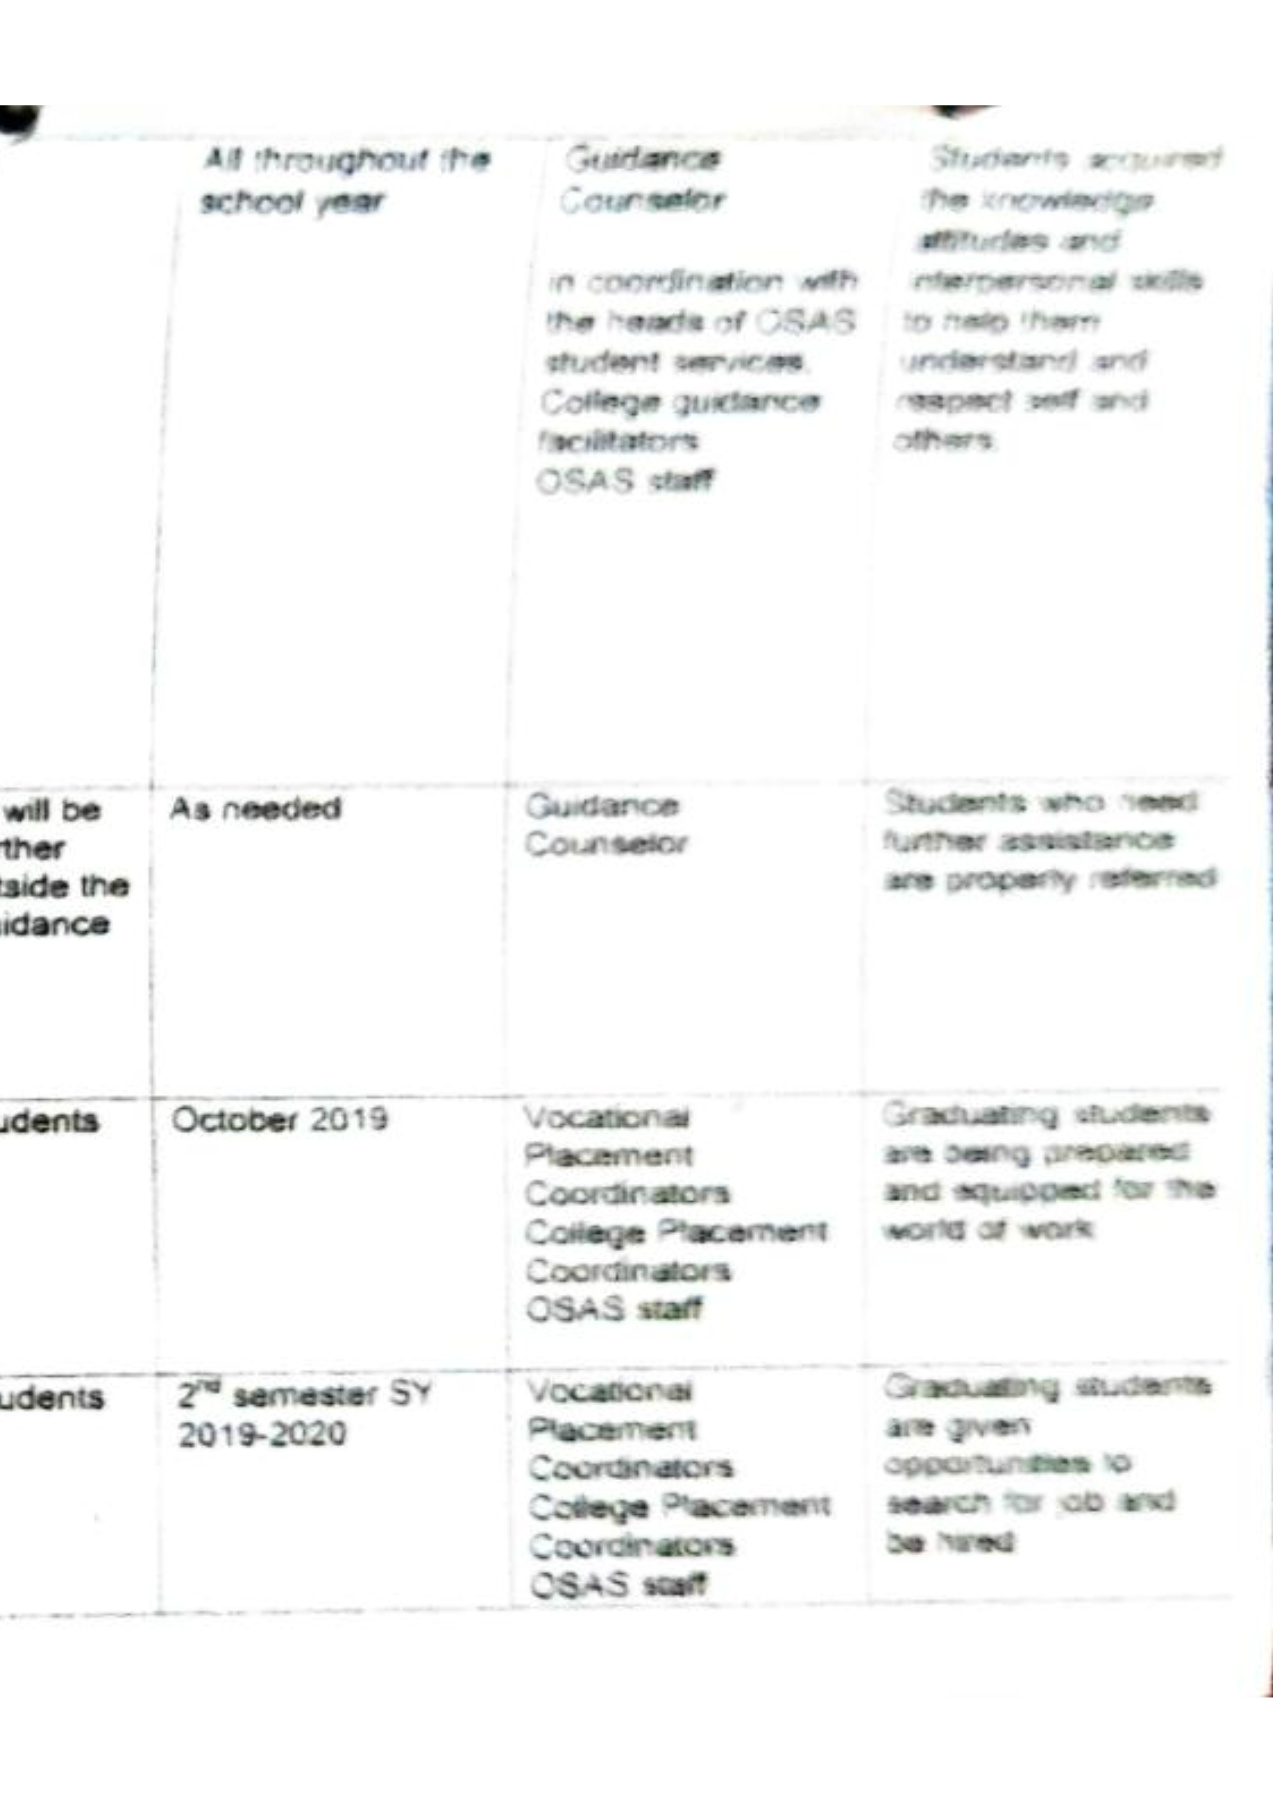 All throughout the
school year
Guidance
Counselor
in coordination with
the heads of OSAS
student services,
College guidance
facilitators
OSAS staff
Students acquired
the knowledge
attitudes and
interpersonal skills
to help them
understand and
respect self and
others.
will be
rther
tside the
idance
As needed
Guidance
Counselor
Students who need
further assistance
are properly referred
udents
October 2019
Vocational
Placement
Coordinators
College Placement
Coordinators
OSAS staff
Graduating students
are being prepared
and equipped for the
world of work
udents
2nd semester SY
2019-2020
Vocational
Placement
Coordinators
College Placement
Coordinators
OSAS staff
Graduating students
are given
opportunities to
search for job and
be hired